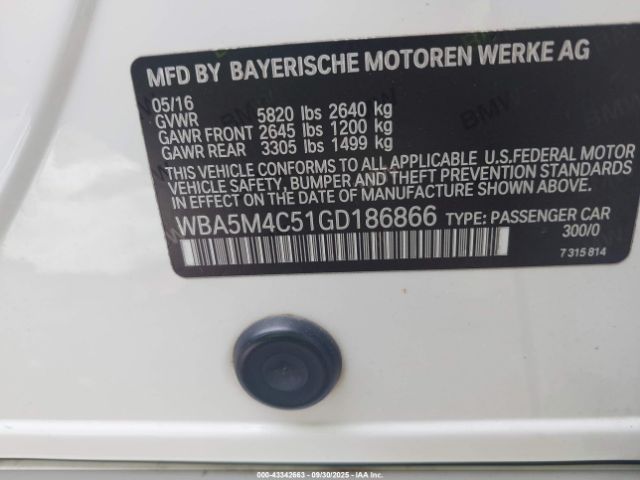 MFD BY BAYERISCHE MOTOREN WERKE AG
05/16
GVWR 5820 lbs 2640 kg
GAWR FRONT 2645 lbs 1200 kg
GAWR REAR 3305 lbs 1499 kg
THIS VEHICLE CONFORMS TO ALL APPLICABLE U.S.FEDERAL MOTOR
VEHICLE SAFETY, BUMPER AND THEFT PREVENTION STANDARDS
IN EFFECT ON THE DATE OF MANUFACTURE SHOWN ABOVE.
WBA5M4C51GD186866 TYPE: PASSENGER CAR
300/0
7 315 814
000-43342663 - 09/30/2025 - IAA Inc.